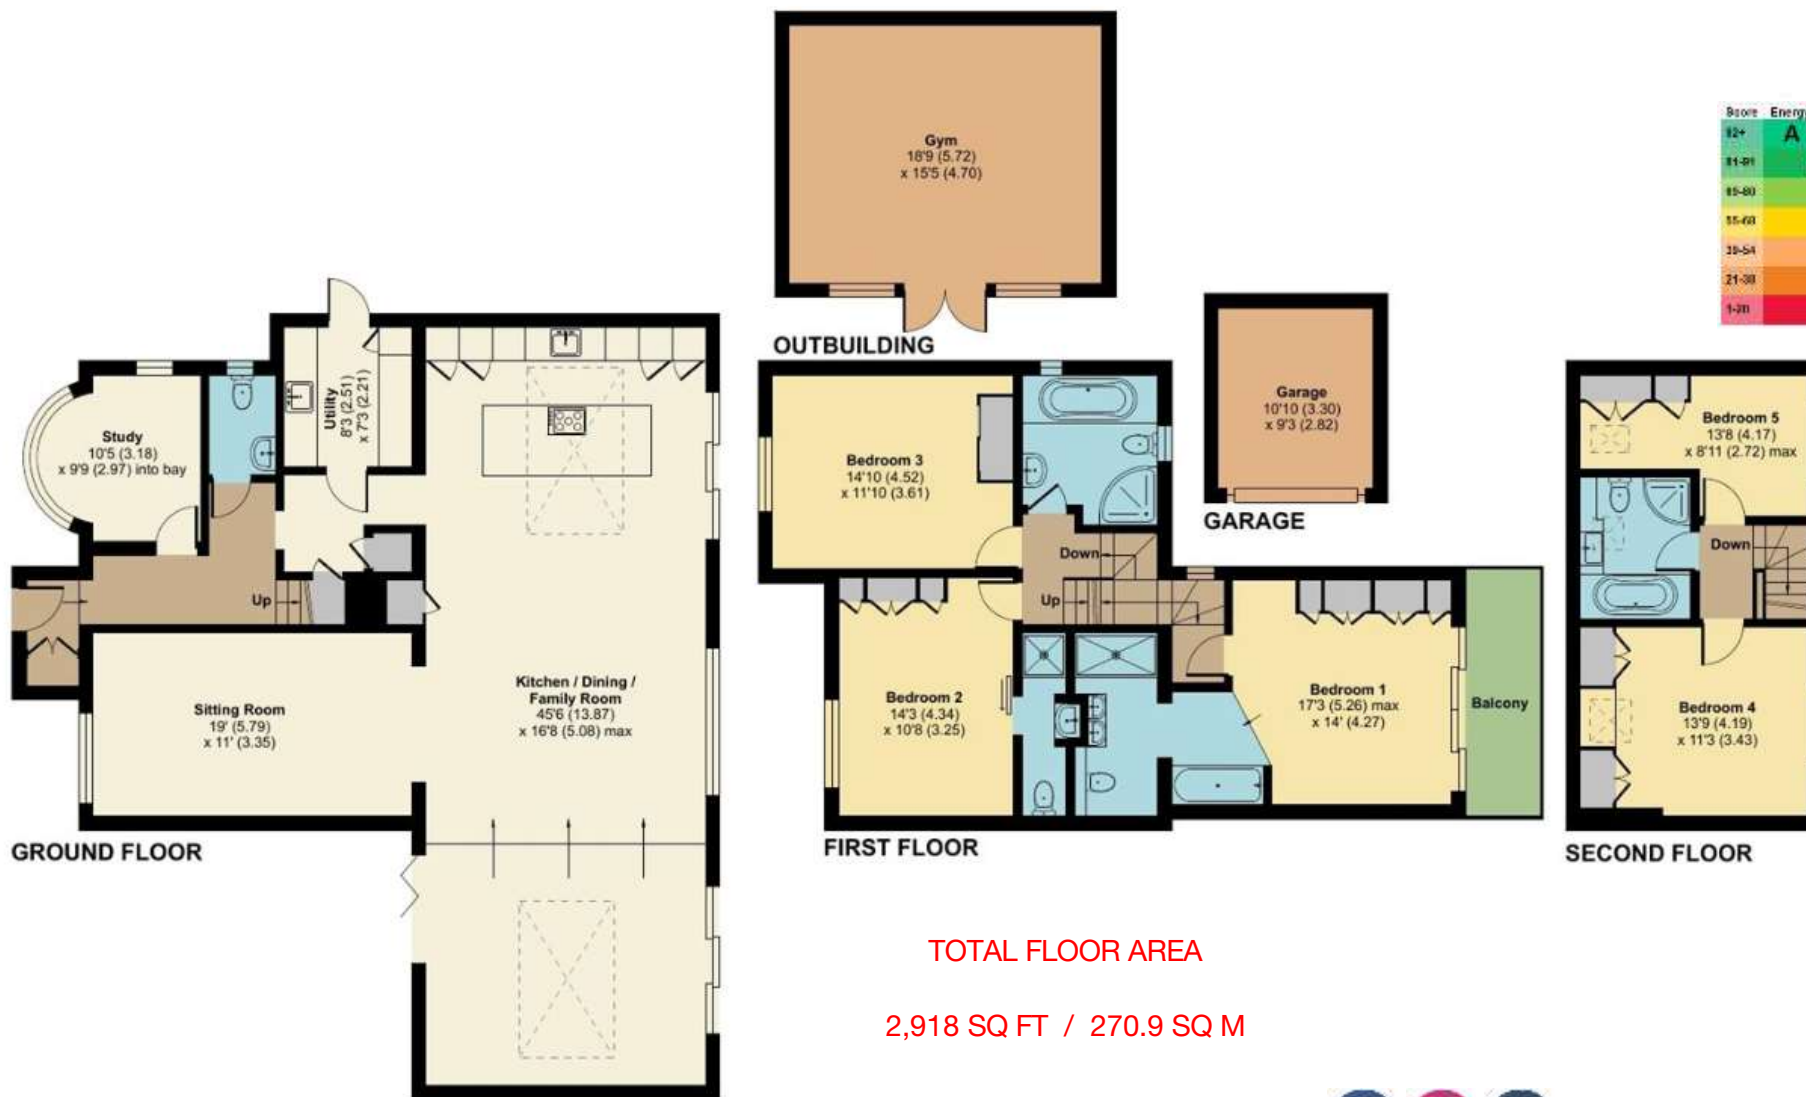 Gym
18'9 (5.72)
x 15'5 (4.70)
OUTBUILDING
Score Energy
92+ A
81-91
69-80
55-68
39-54
21-38
1-20
Study
10'5 (3.18)
x 9'9 (2.97) into bay
Utility
8'3 (2.51)
x 7'3 (2.21)
Up
Sitting Room
19' (5.79)
x 11' (3.35)
Kitchen / Dining /
Family Room
45'6 (13.87)
x 16'8 (5.08) max
GROUND FLOOR
Bedroom 3
14'10 (4.52)
x 11'10 (3.61)
Garage
10'10 (3.30)
x 9'3 (2.82)
GARAGE
Down
Up
Bedroom 2
14'3 (4.34)
x 10'8 (3.25)
Bedroom 1
17'3 (5.26) max
x 14' (4.27)
Balcony
FIRST FLOOR
Bedroom 5
13'8 (4.17)
x 8'11 (2.72) max
Down
Bedroom 4
13'9 (4.19)
x 11'3 (3.43)
SECOND FLOOR
TOTAL FLOOR AREA
2,918 SQ FT / 270.9 SQ M